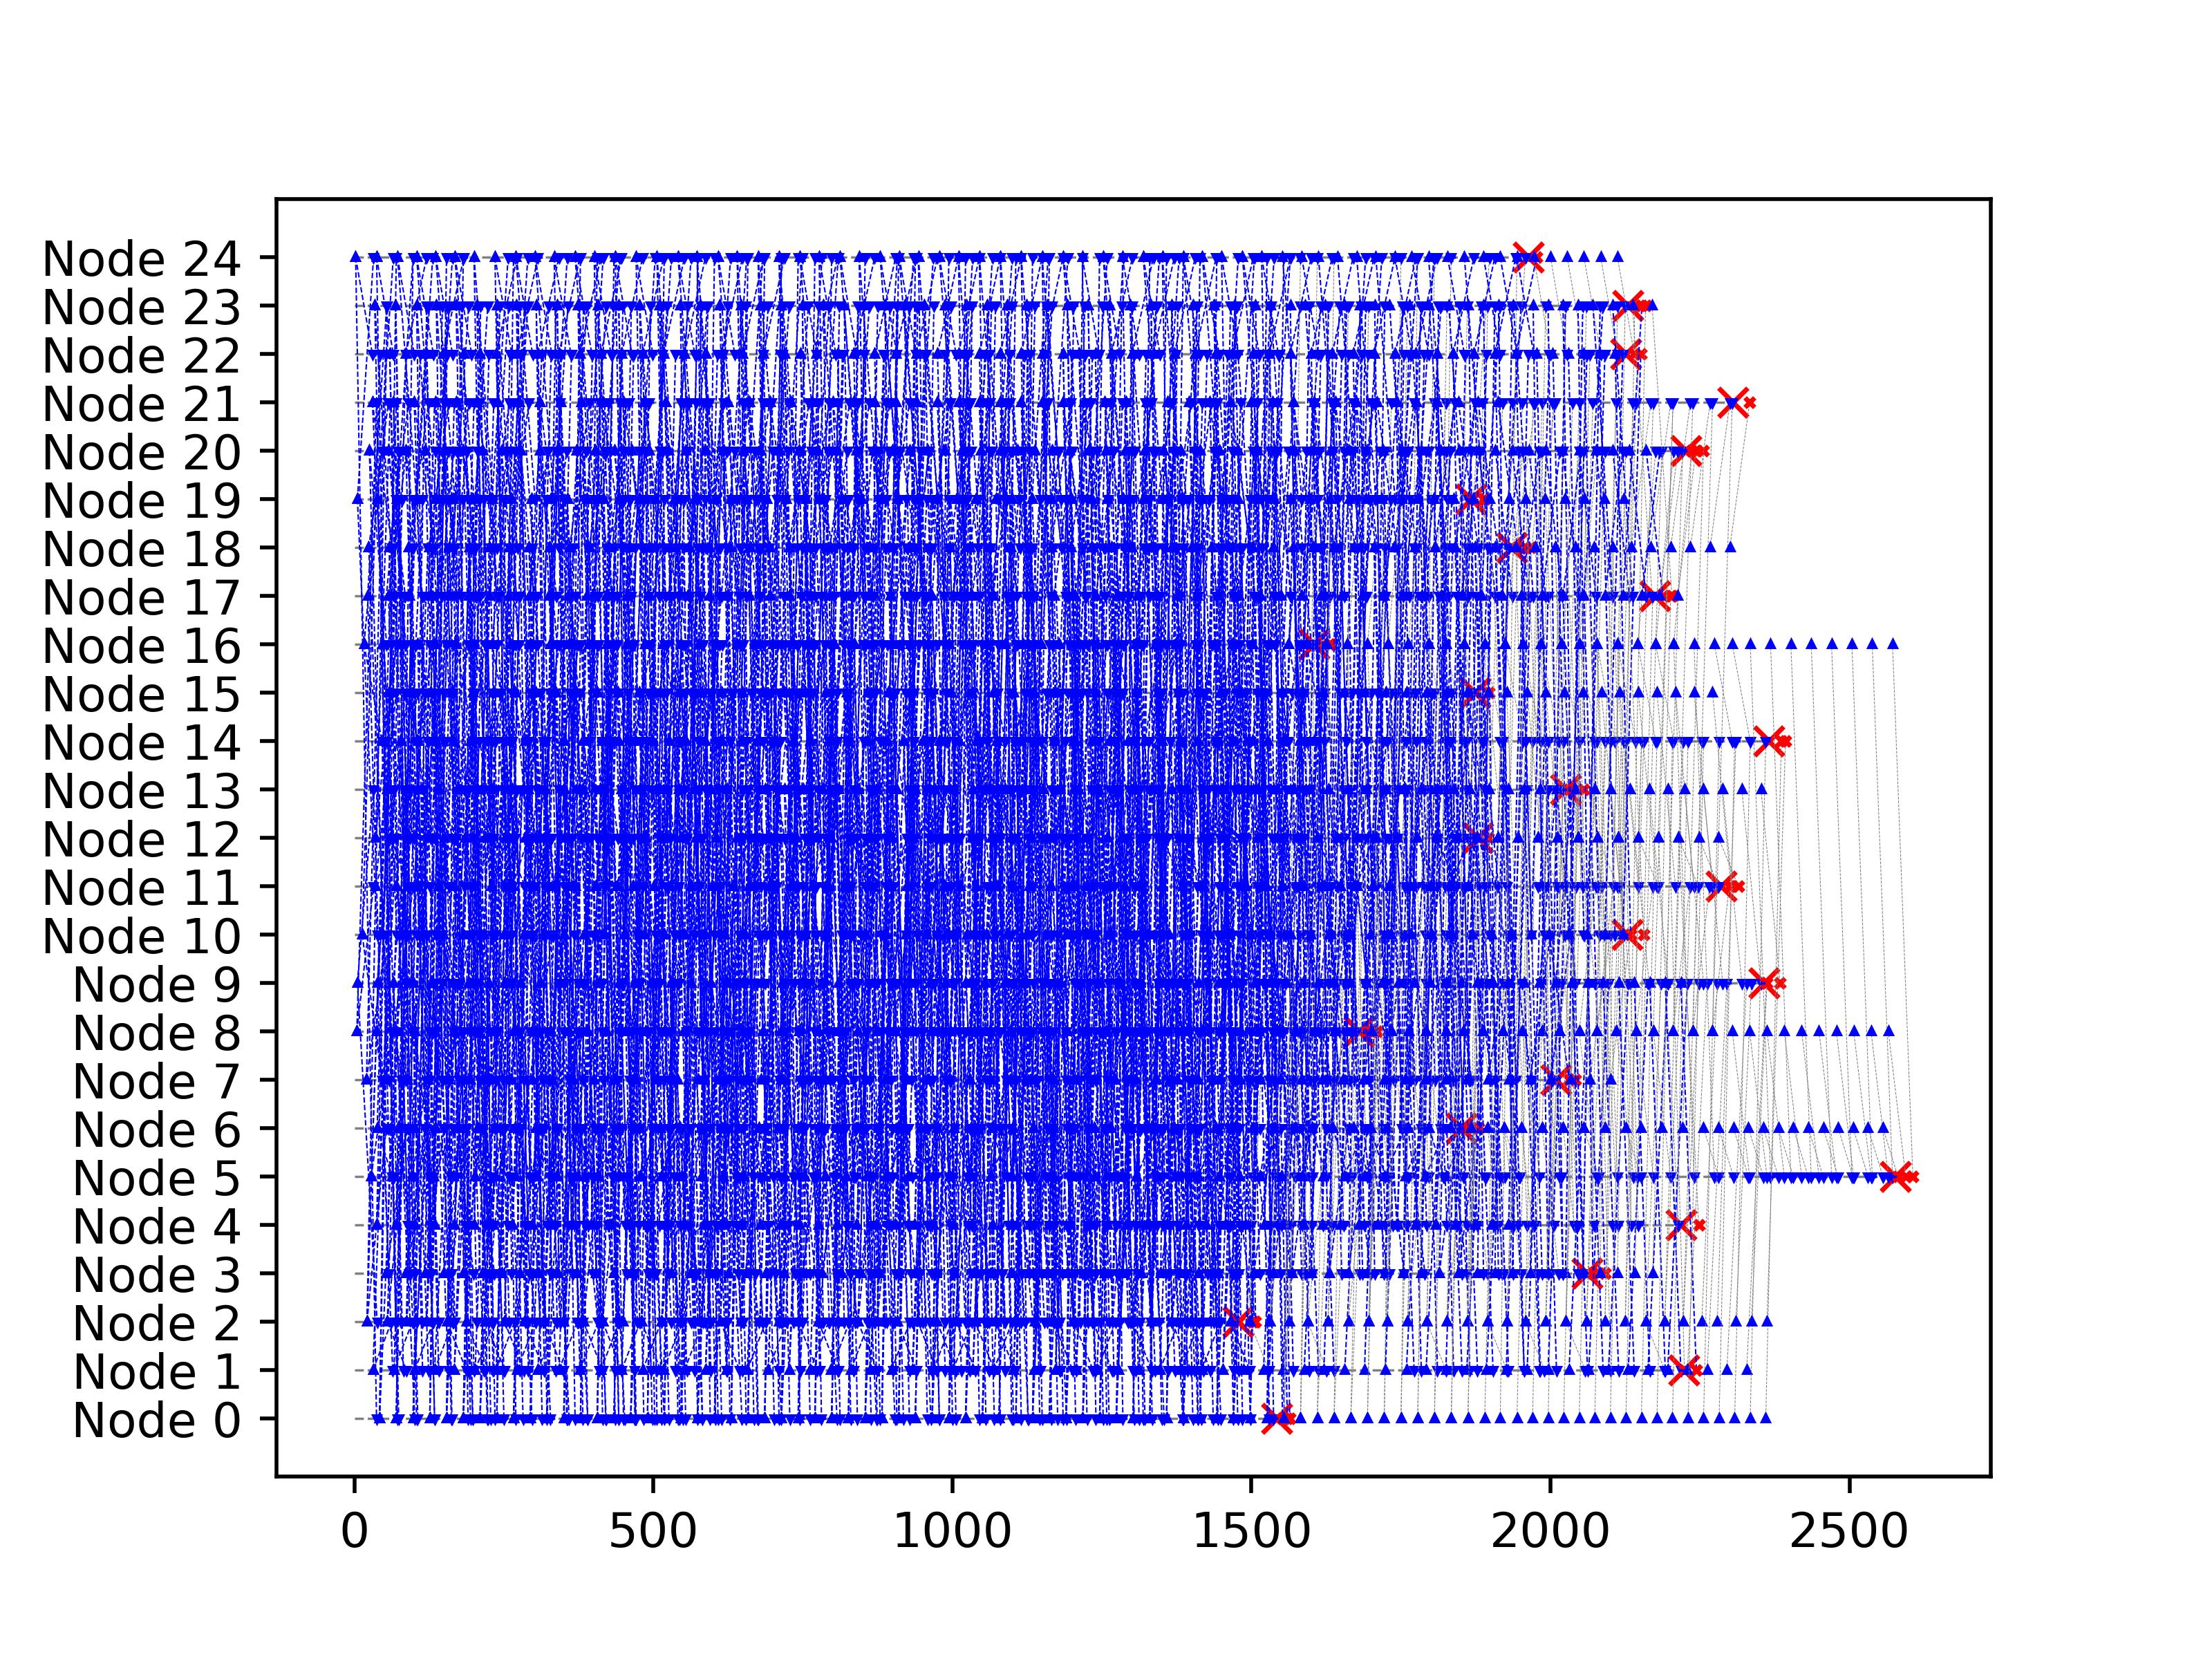 Node 24
Node 23
Node 22
Node 21
Node 20
Node 19
Node 18
Node 17
Node 16
Node 15
Node 14
Node 13
Node 12
Node 11
Node 10
Node 9
Node 8
Node 7
Node 6
Node 5
Node 4
Node 3
Node 2
Node 1
Node 0
0 500 1000 1500 2000 2500